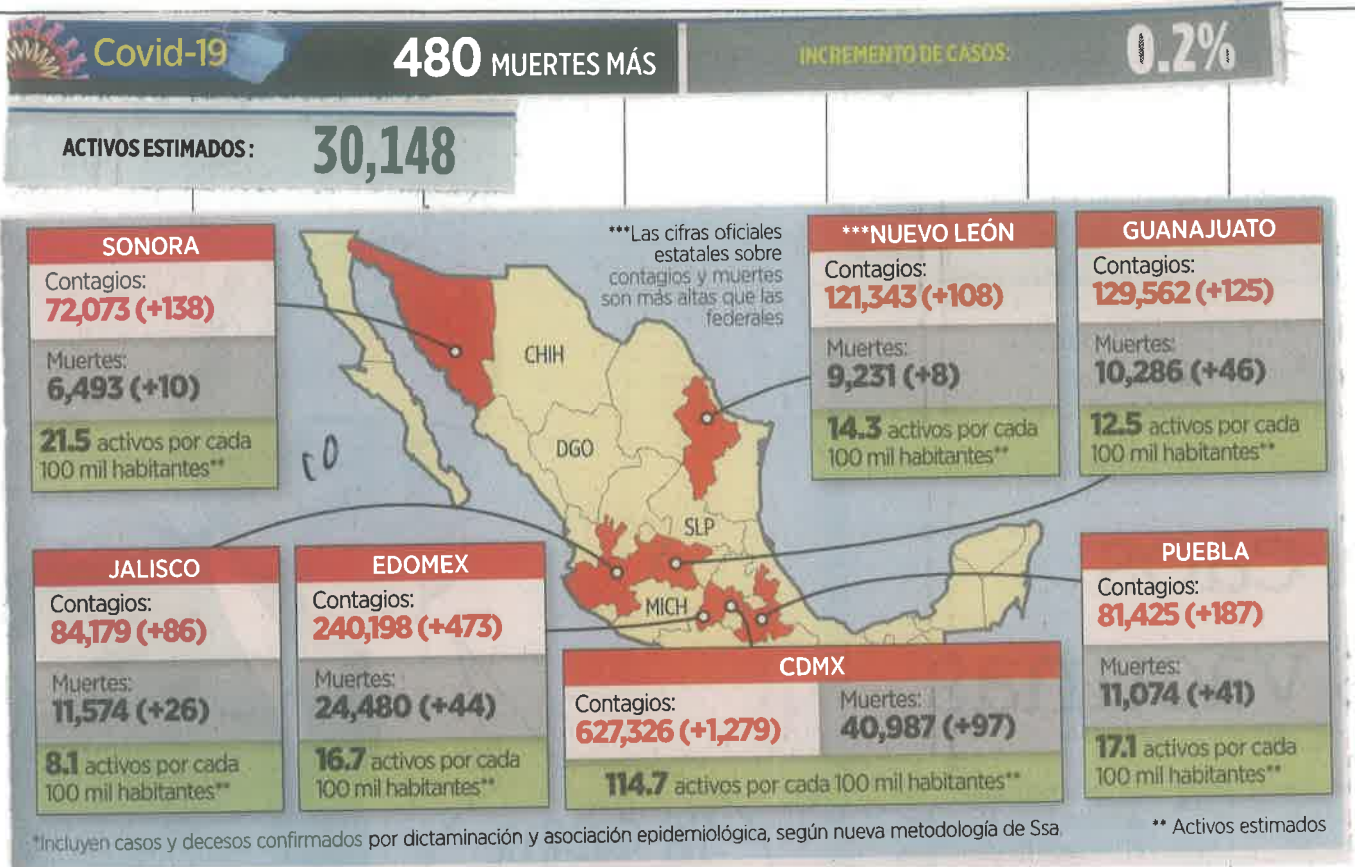 Covid-19
480 MUERTES MÁS
INCREMENTO DE CASOS:
0.2%
ACTIVOS ESTIMADOS:
30,148
SONORA
Contagios:
72,073 (+138)
Muertes:
6,493 (+10)
21.5 activos por cada
100 mil habitantes**
***Las cifras oficiales
estatales sobre
contagios y muertes
son más altas que las
federales
***NUEVO LEÓN
Contagios:
121,343 (+108)
Muertes:
9,231 (+8)
14.3 activos por cada
100 mil habitantes**
GUANAJUATO
Contagios:
129,562 (+125)
Muertes:
10,286 (+46)
12.5 activos por cada
100 mil habitantes**
CHIH
DGO
SLP
MICH
JALISCO
Contagios:
84,179 (+86)
Muertes:
11,574 (+26)
8.1 activos por cada
100 mil habitantes**
EDOMEX
Contagios:
240,198 (+473)
Muertes:
24,480 (+44)
16.7 activos por cada
100 mil habitantes**
CDMX
Contagios:
627,326 (+1,279)
Muertes:
40,987 (+97)
114.7 activos por cada 100 mil habitantes**
PUEBLA
Contagios:
81,425 (+187)
Muertes:
11,074 (+41)
17.1 activos por cada
100 mil habitantes**
*Incluyen casos y decesos confirmados por dictaminación y asociación epidemiológica, según nueva metodología de Ssa
** Activos estimados